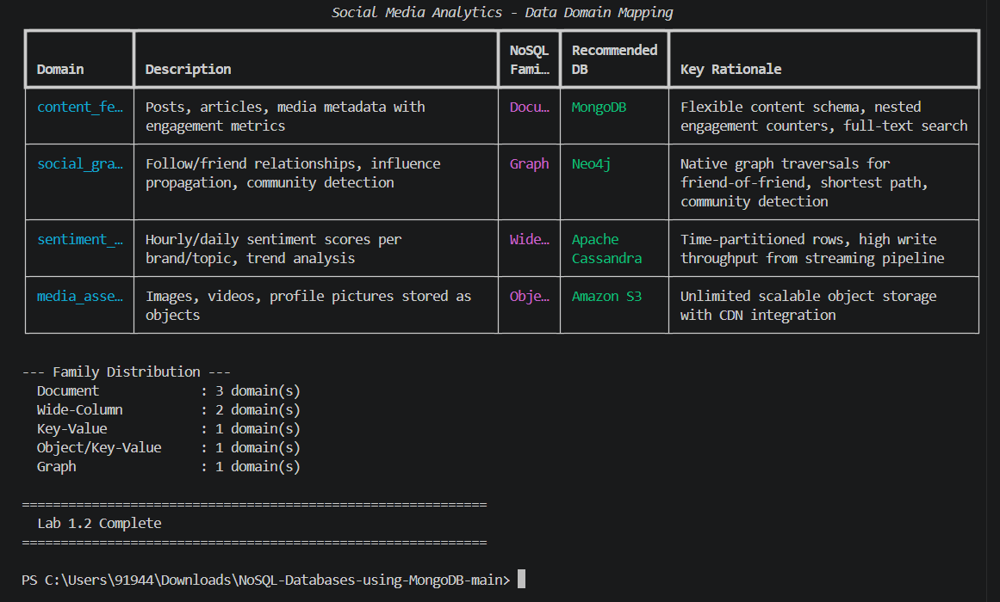 Social Media Analytics - Data Domain Mapping
NoSQL Recommended
Domain Description Fami… DB Key Rationale
content_fe… Posts, articles, media metadata with Docu… MongoDB Flexible content schema, nested
engagement metrics engagement counters, full-text search
social_gra… Follow/friend relationships, influence Graph Neo4j Native graph traversals for
propagation, community detection friend-of-friend, shortest path,
community detection
sentiment_… Hourly/daily sentiment scores per Wide… Apache Time-partitioned rows, high write
brand/topic, trend analysis Cassandra throughput from streaming pipeline
media_asse… Images, videos, profile pictures stored as Obje… Amazon S3 Unlimited scalable object storage
objects with CDN integration
--- Family Distribution ---
Document : 3 domain(s)
Wide-Column : 2 domain(s)
Key-Value : 1 domain(s)
Object/Key-Value : 1 domain(s)
Graph : 1 domain(s)
============================================================
Lab 1.2 Complete
============================================================
PS C:\Users\91944\Downloads\NoSQL-Databases-using-MongoDB-main>